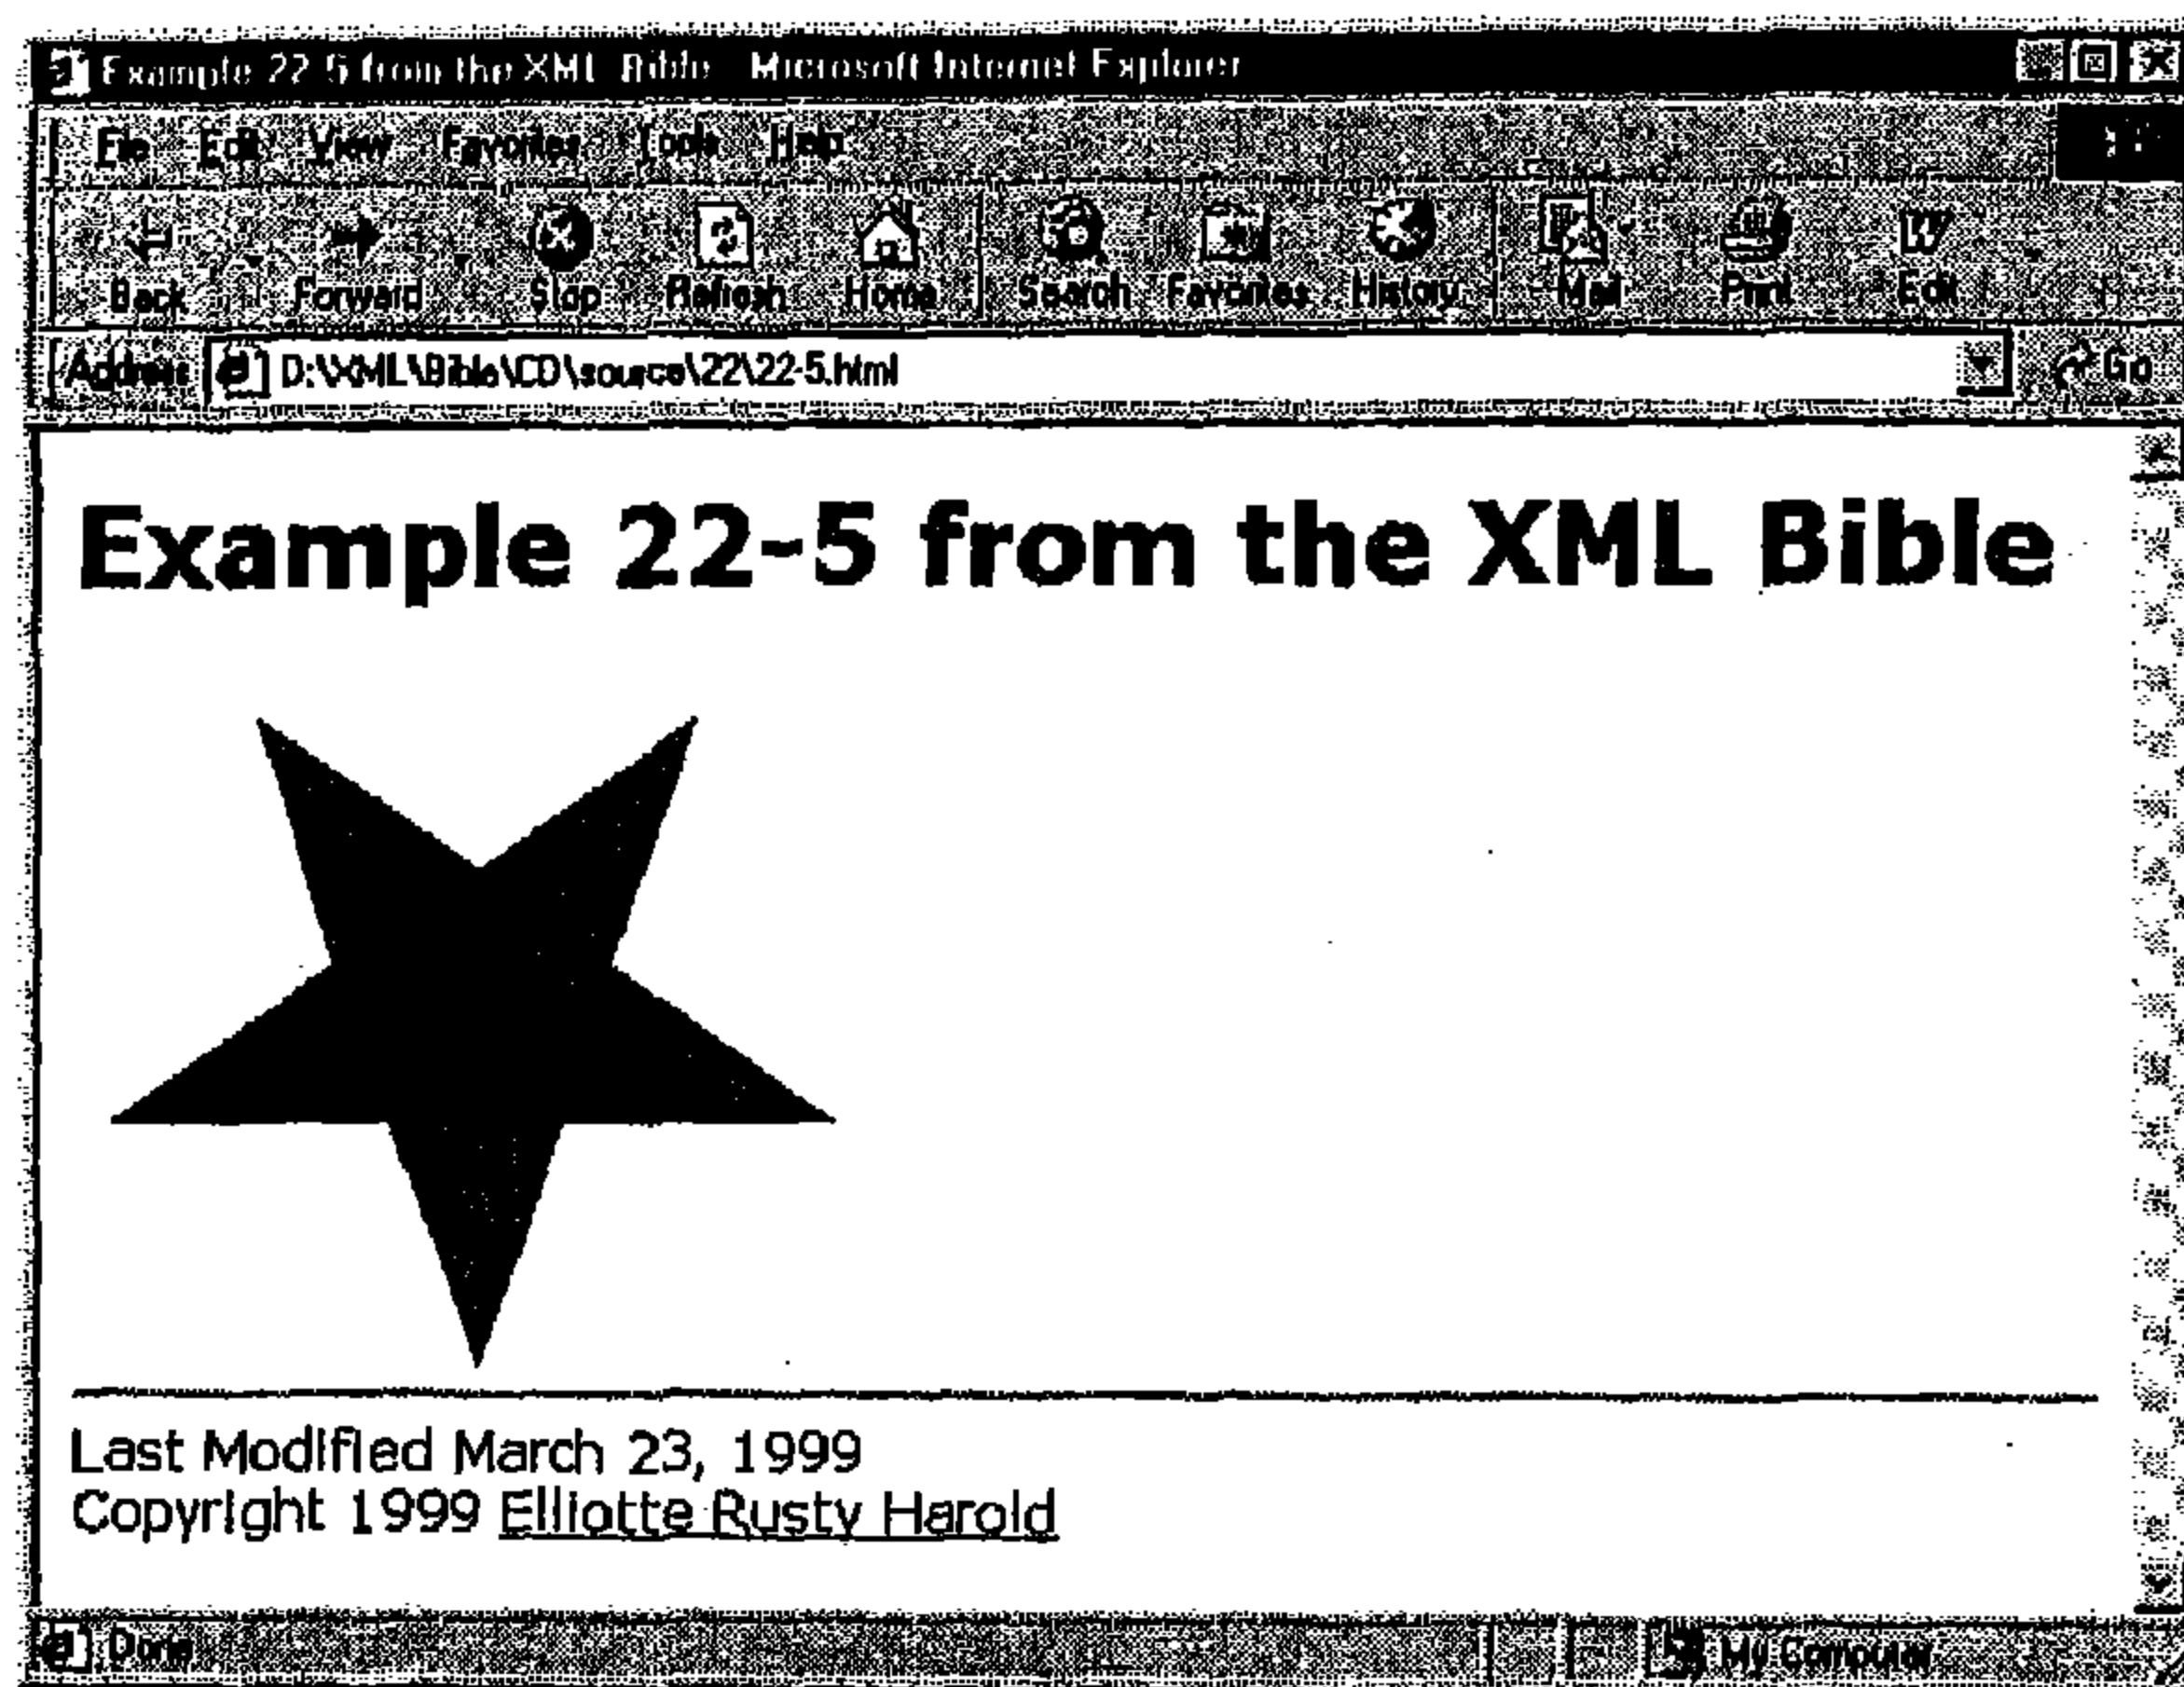 Example 22-5 from the XML Bible - Microsoft Internet Explorer
File Edit View Favorites Tools Help
Back Forward Stop Refresh Home Search Favorites History Mail Print Edit
Address D:\XML\Bible\CD\source\22\22-5.html Go
Example 22-5 from the XML Bible
Last Modified March 23, 1999
Copyright 1999 Elliotte Rusty Harold
Done My Computer